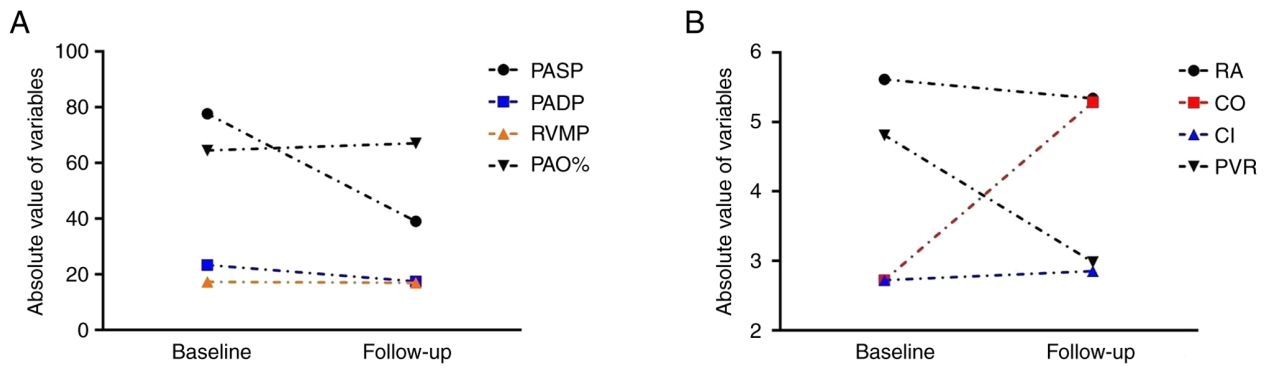 A
Absolute value of variables
100
80
60
40
20
0
Baseline
Follow-up
PASP
PADP
RVMP
PAO%
B
Absolute value of variables
6
5
4
3
2
Baseline
Follow-up
RA
CO
CI
PVR